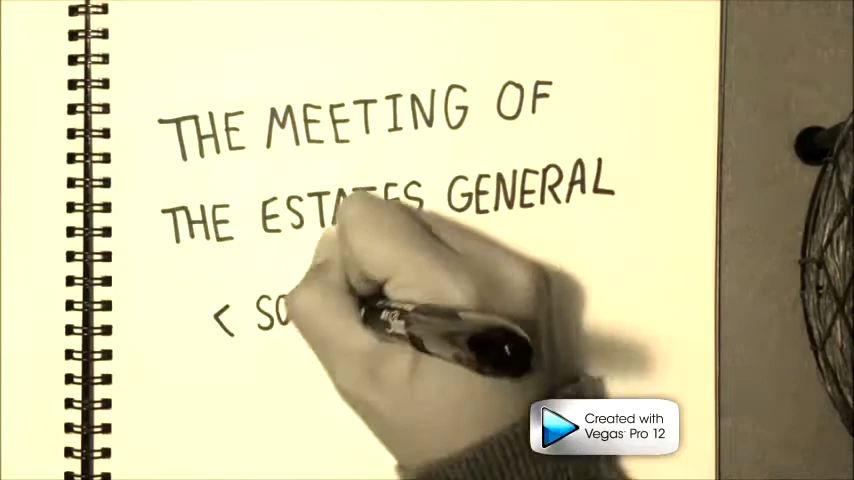 THE MEETING OF
THE ESTATES GENERAL
<
Created with
Vegas Pro 12